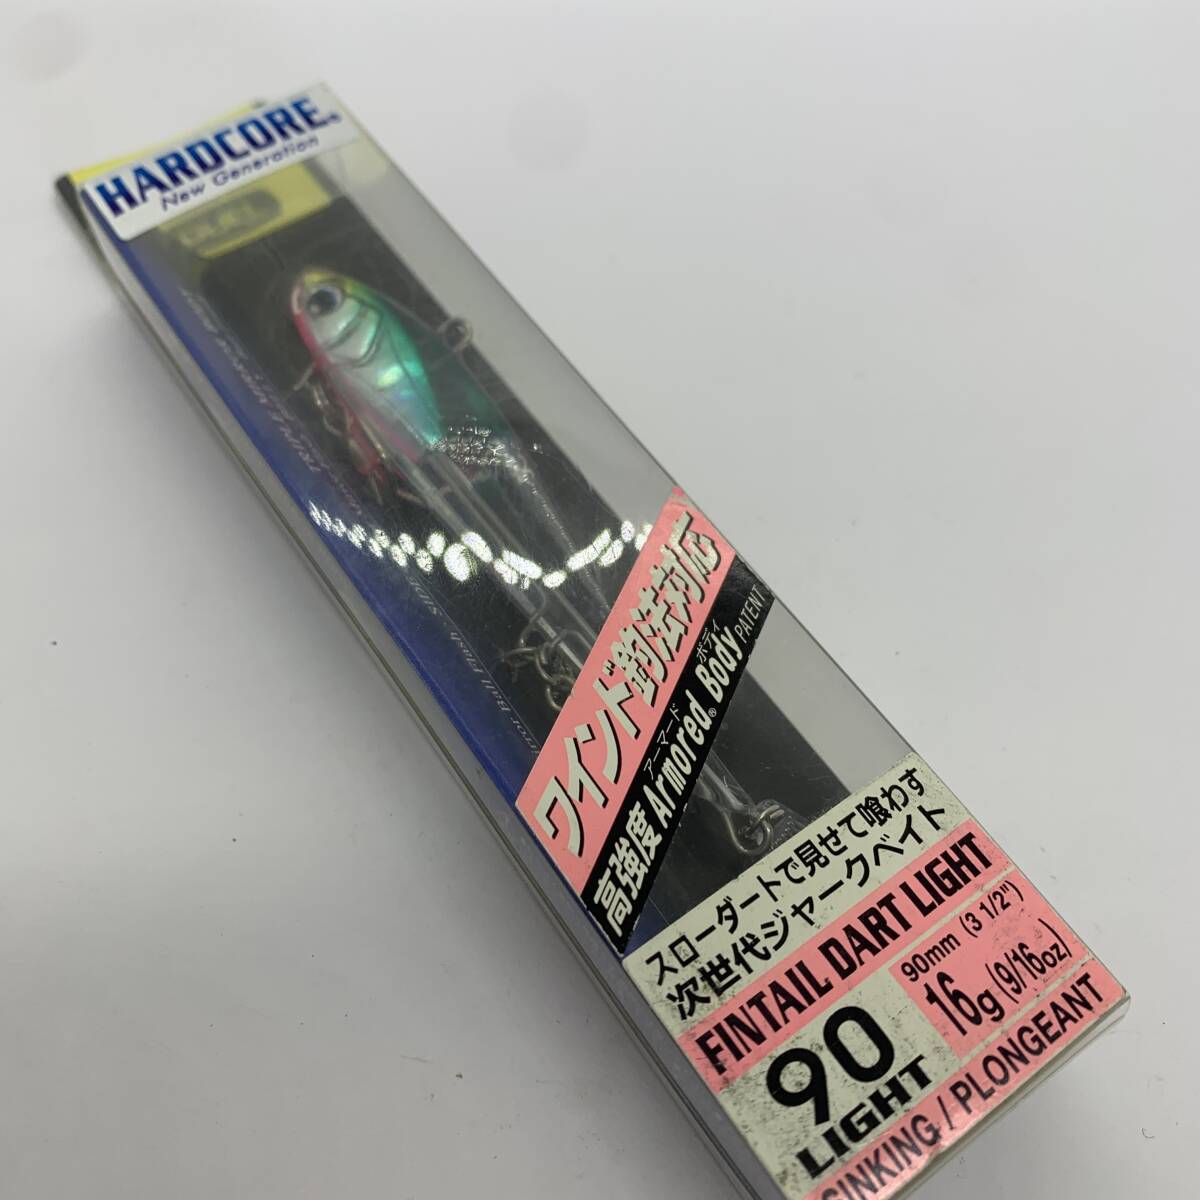 HARDCORE®
New Generation
DUEL
ワインド釣法対応
アーマード ボディ
高強度 Armored® Body PATENT
スローダートで見せて喰わす
次世代ジャークベイト
FINTAIL DART LIGHT
90mm (3 1/2")
16g (9/16oz)
90
LIGHT
SINKING / PLONGEANT